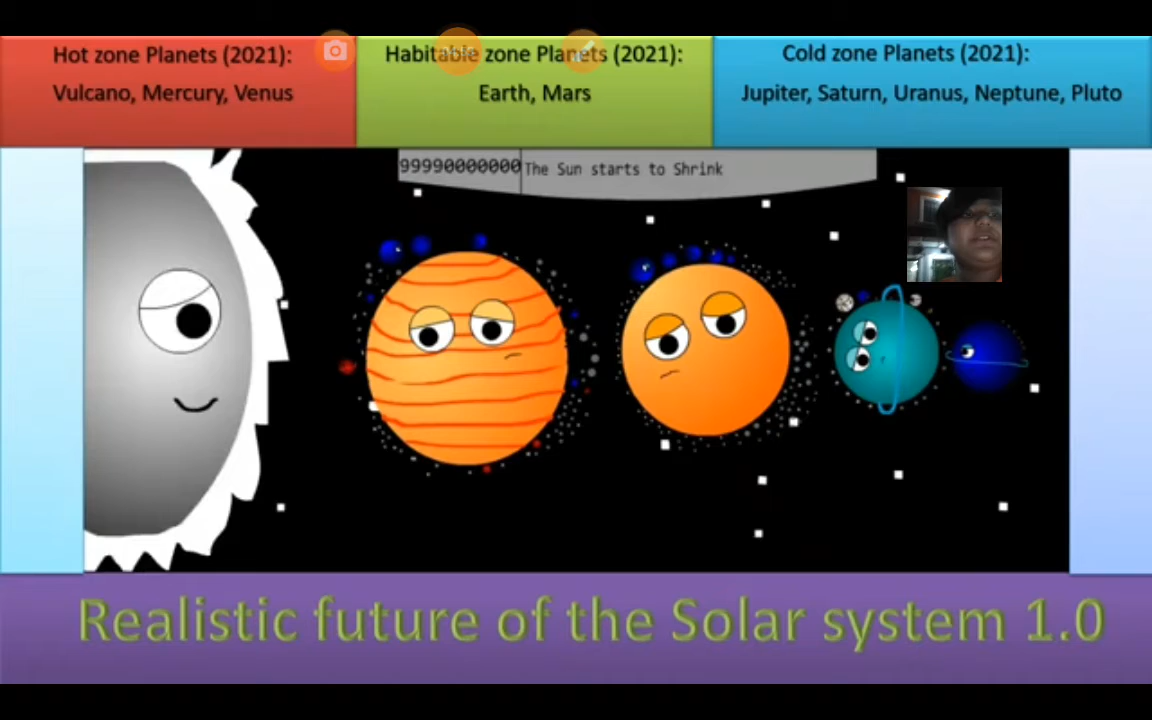 Hot zone Planets (2021):
Vulcano, Mercury, Venus
Habitable zone Planets (2021):
Earth, Mars
Cold zone Planets (2021):
Jupiter, Saturn, Uranus, Neptune, Pluto
99990000000 The Sun starts to Shrink
Realistic future of the Solar system 1.0